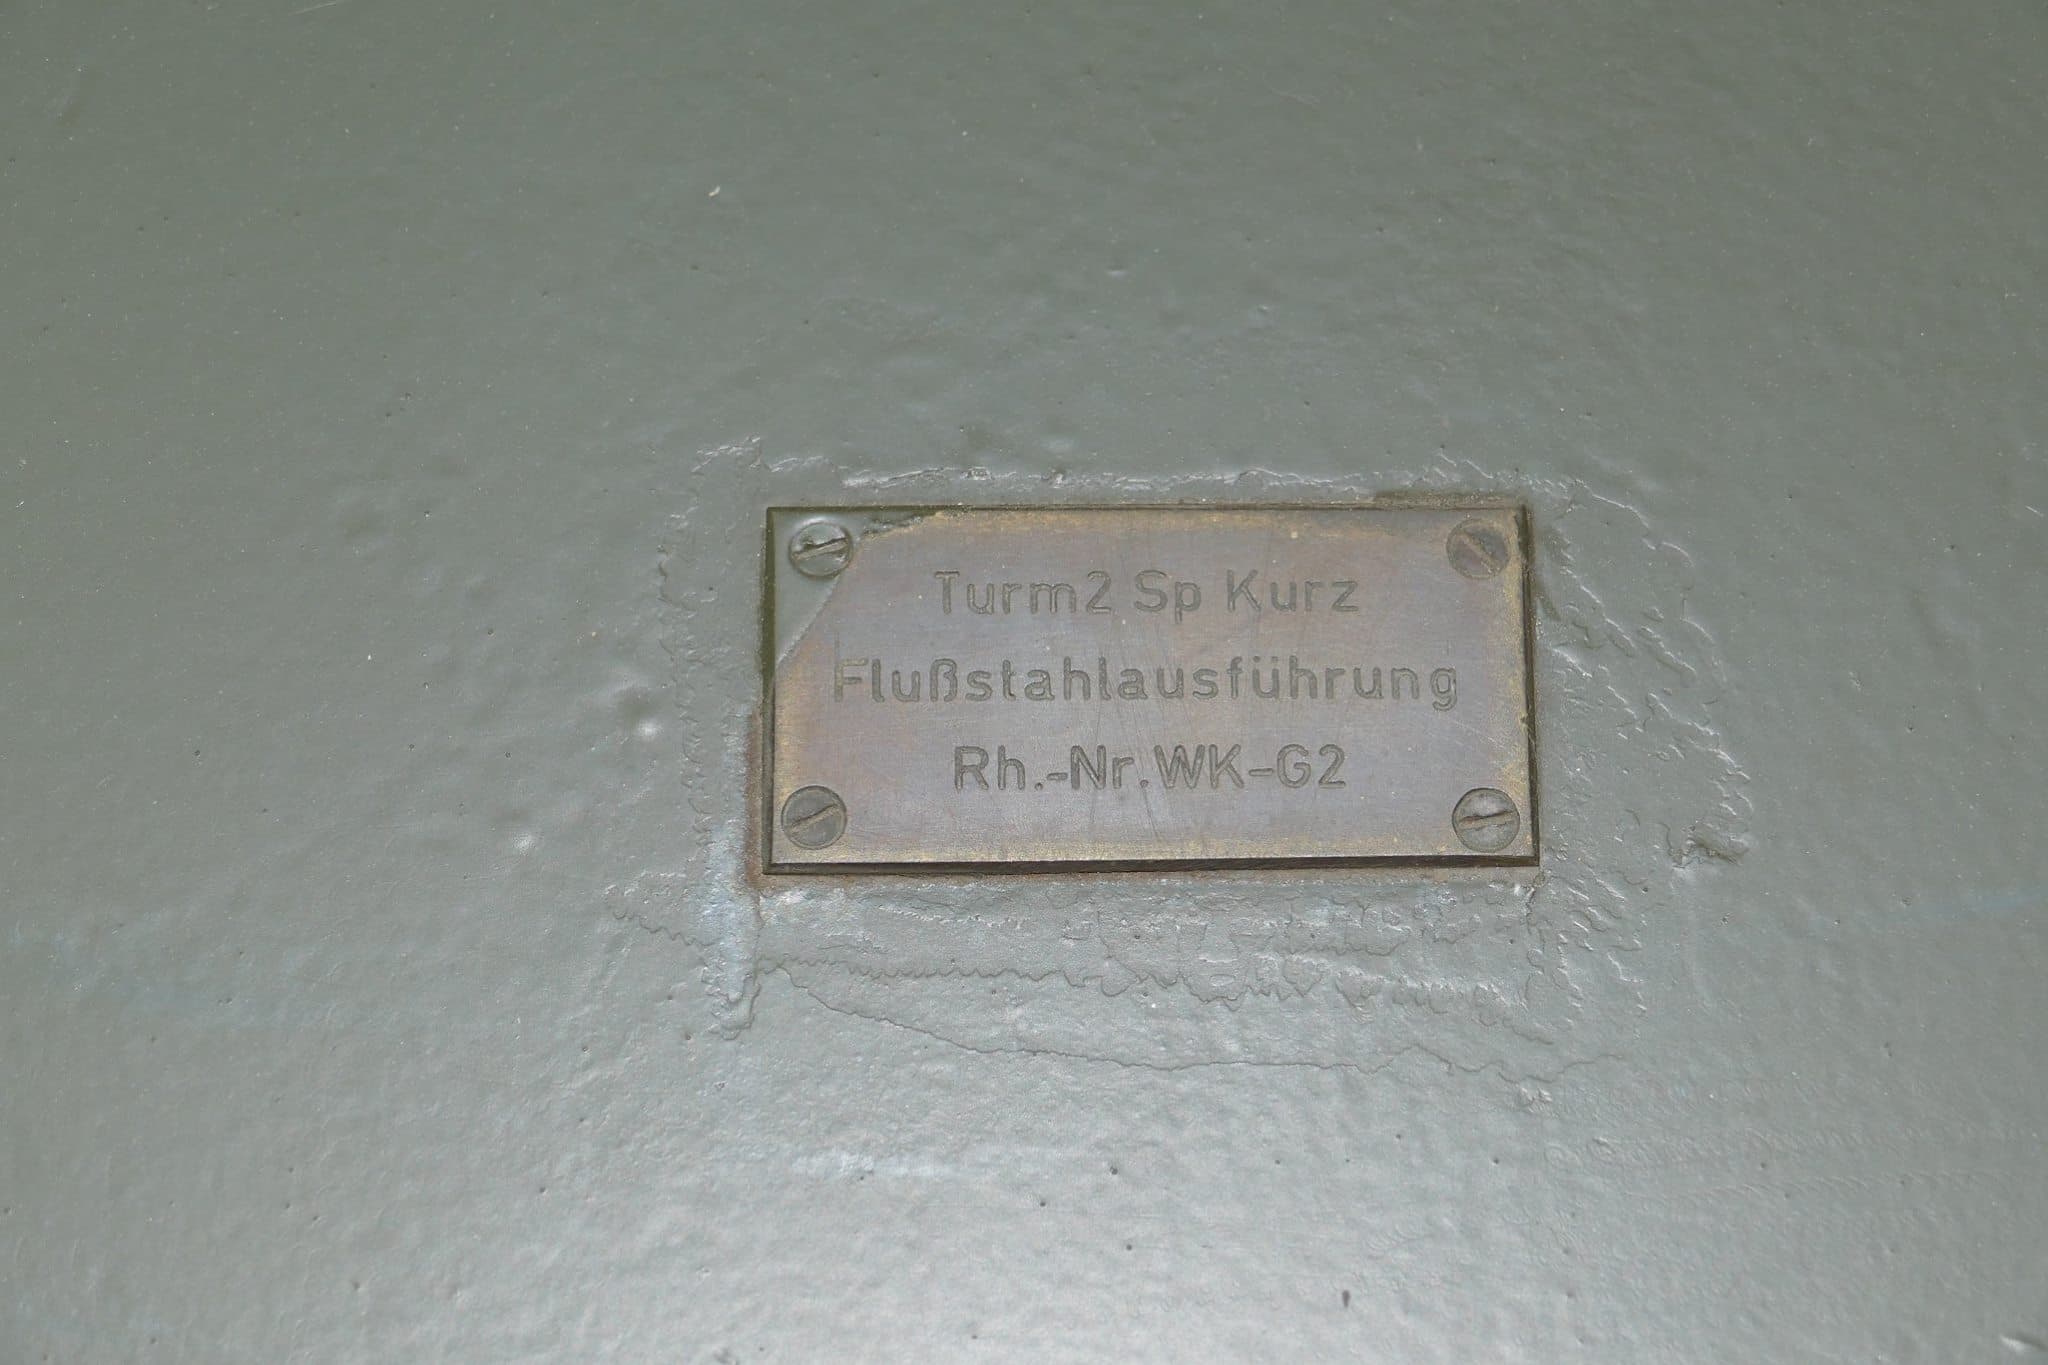 Turm2 Sp Kurz
Flußstahlausführung
Rh.-Nr.WK-G2